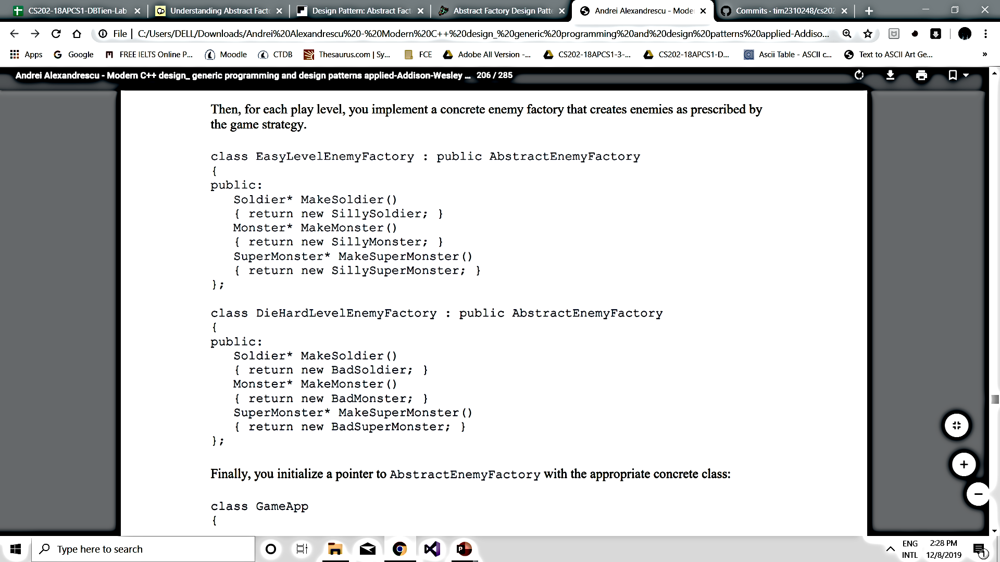 CS202-18APCS1-DBTien-Lab
Understanding Abstract Fact
Design Pattern: Abstract Fact
Abstract Factory Design Patte
Andrei Alexandrescu - Moder
Commits · tim2310248/cs202
File
C:/Users/DELL/Downloads/Andrei%20Alexandrescu%20-%20Modern%20C++%20design_%20generic%20programming%20and%20design%20patterns%20applied-Addiso...
Apps
Google
FREE IELTS Online P...
Moodle
CTDB
Thesaurus.com | Sy...
FCE
Adobe All Version -...
CS202-18APCS1-3-...
CS202-18APCS1-D...
Ascii Table - ASCII c...
Text to ASCII Art Ge...
»
Andrei Alexandrescu - Modern C++ design_ generic programming and design patterns applied-Addison-Wesley ... 206 / 285
Then, for each play level, you implement a concrete enemy factory that creates enemies as prescribed by
the game strategy.
class EasyLevelEnemyFactory : public AbstractEnemyFactory
{
public:
Soldier* MakeSoldier()
{ return new SillySoldier; }
Monster* MakeMonster()
{ return new SillyMonster; }
SuperMonster* MakeSuperMonster()
{ return new SillySuperMonster; }
};
class DieHardLevelEnemyFactory : public AbstractEnemyFactory
{
public:
Soldier* MakeSoldier()
{ return new BadSoldier; }
Monster* MakeMonster()
{ return new BadMonster; }
SuperMonster* MakeSuperMonster()
{ return new BadSuperMonster; }
};
Finally, you initialize a pointer to AbstractEnemyFactory with the appropriate concrete class:
class GameApp
{
Type here to search
ENG
INTL
2:28 PM
12/8/2019
1